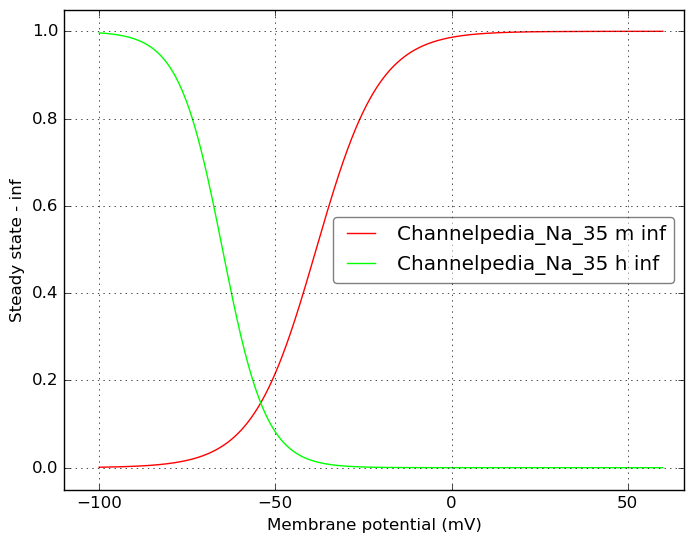 1.0
0.8
0.6
0.4
0.2
0.0
Steady state - inf
Channelpedia_Na_35 m inf
Channelpedia_Na_35 h inf
−100
−50
0
50
Membrane potential (mV)